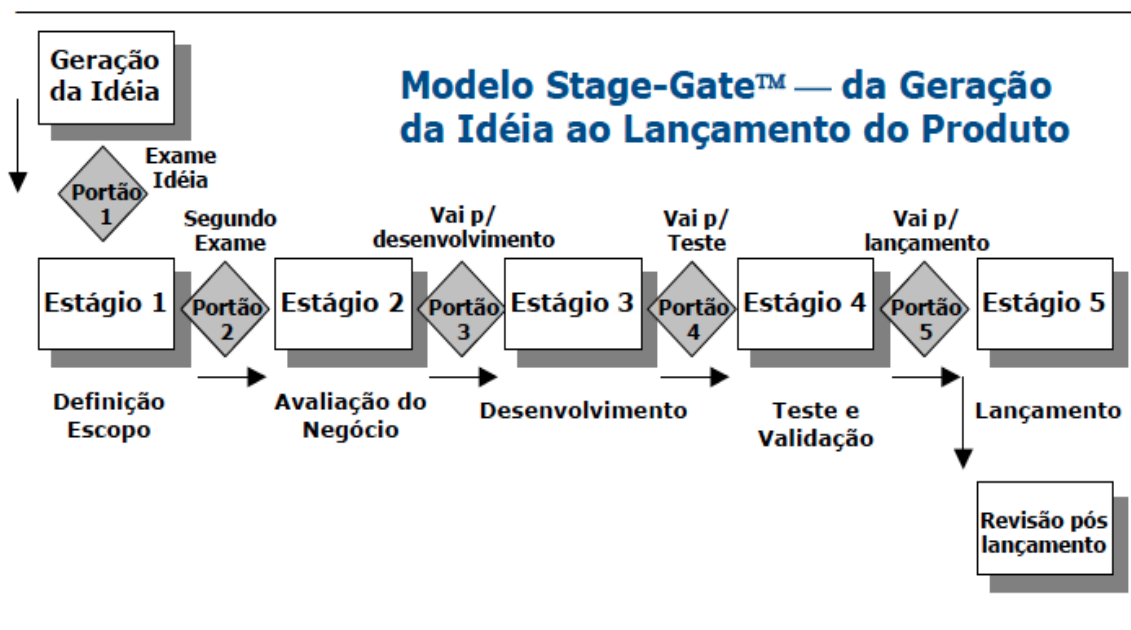 Geração
da Idéia
Modelo Stage-Gate™ — da Geração
da Idéia ao Lançamento do Produto
Exame
Idéia
Portão
1
Segundo
Exame
Vai p/
desenvolvimento
Vai p/
Teste
Vai p/
lançamento
Estágio 1
Portão
2
Estágio 2
Portão
3
Estágio 3
Portão
4
Estágio 4
Portão
5
Estágio 5
Definição
Escopo
Avaliação do
Negócio
Desenvolvimento
Teste e
Validação
Lançamento
Revisão pós
lançamento